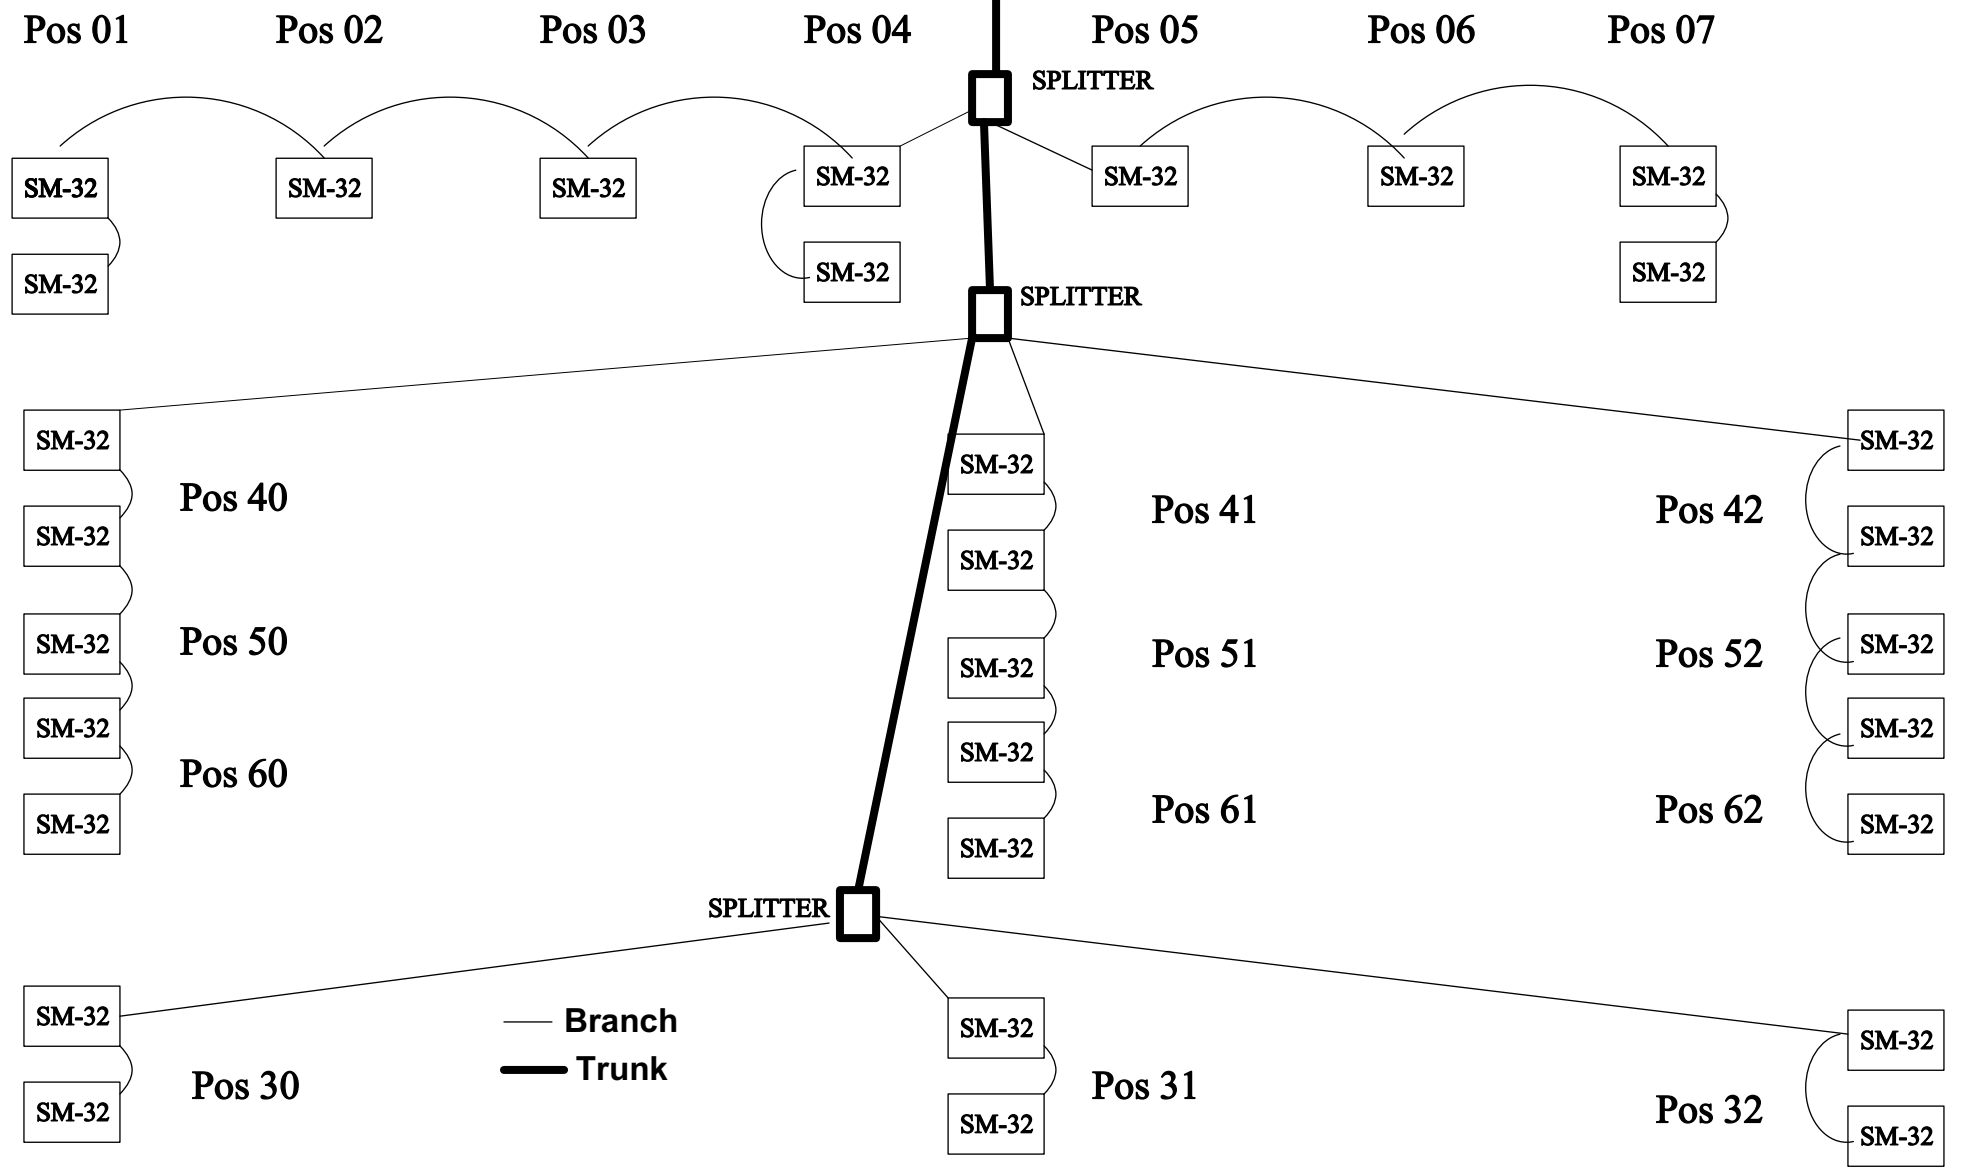 Pos 01 Pos 02 Pos 03 Pos 04 Pos 05 Pos 06 Pos 07
SPLITTER
SM-32 SM-32 SM-32 SM-32 SM-32 SM-32 SM-32
SM-32 SM-32 SM-32
SPLITTER
SM-32 SM-32 SM-32
Pos 40 Pos 41 Pos 42
SM-32 SM-32 SM-32
Pos 50 Pos 51 Pos 52
SM-32 SM-32 SM-32
SM-32 SM-32 SM-32
Pos 60 Pos 61 Pos 62
SM-32 SM-32 SM-32
SPLITTER
SM-32 SM-32 SM-32
Branch
Trunk
Pos 30 Pos 31 Pos 32
SM-32 SM-32 SM-32